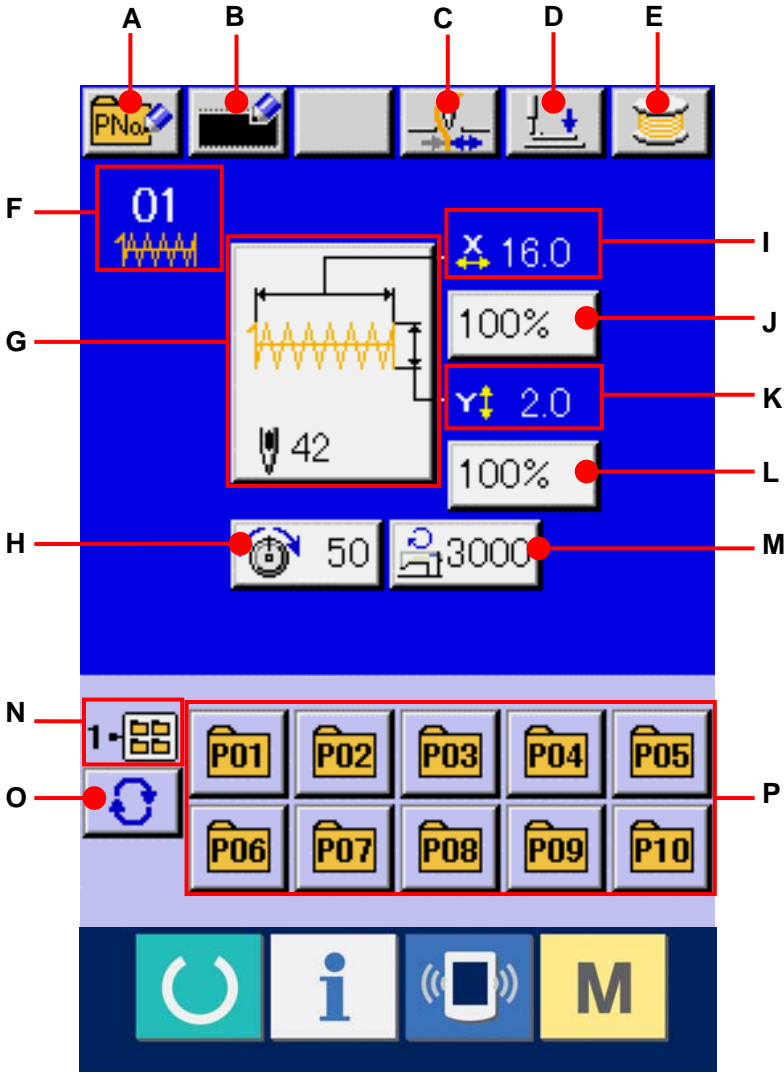 A B C D E
PNo.
F 01
I X 16.0
G
J 100%
K Y 2.0
42
L 100%
H 50 3000 M
N 1
P01 P02 P03 P04 P05
O P
P06 P07 P08 P09 P10
i M